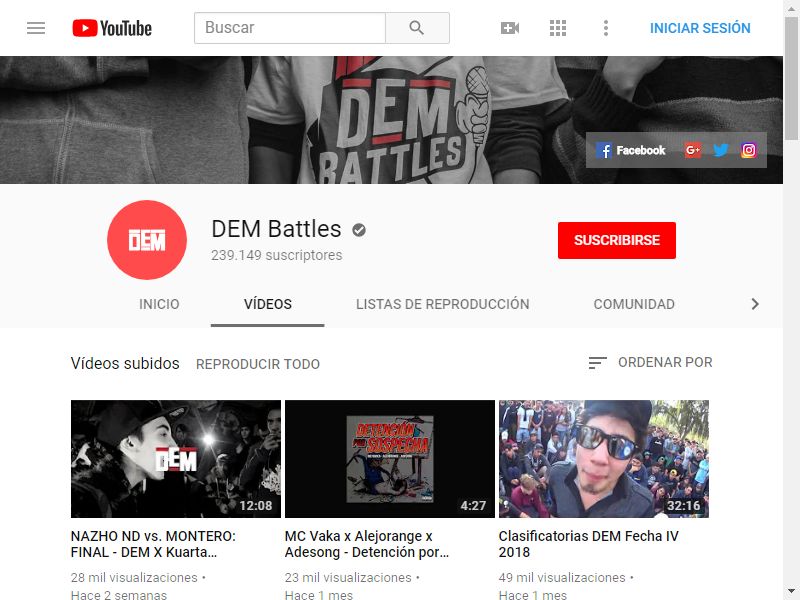 YouTube
Buscar
INICIAR SESIÓN
DEM
BATTLES
Facebook
G+
DEM
DEM Battles
239.149 suscriptores
SUSCRIBIRSE
INICIO
VÍDEOS
LISTAS DE REPRODUCCIÓN
COMUNIDAD
Vídeos subidos
REPRODUCIR TODO
ORDENAR POR
DEM
12:08
DETENCIÓN
POR
SOSPECHA
4:27
32:16
NAZHO ND vs. MONTERO:
FINAL - DEM X Kuarta…
MC Vaka x Alejorange x
Adesong - Detención por…
Clasificatorias DEM Fecha IV
2018
28 mil visualizaciones •
Hace 2 semanas
23 mil visualizaciones •
Hace 1 mes
49 mil visualizaciones •
Hace 1 mes